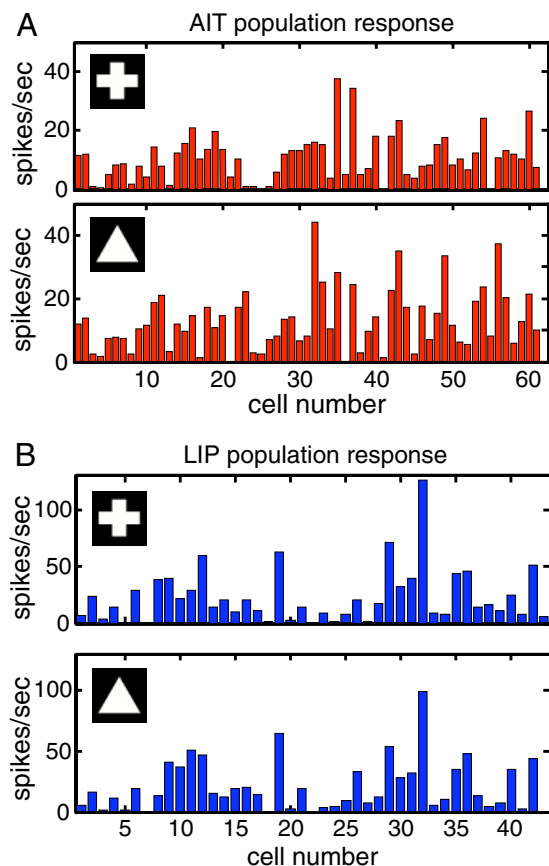 A
AIT population response
spikes/sec
40
20
0
spikes/sec
40
20
0
10 20 30 40 50 60
cell number
B
LIP population response
spikes/sec
100
50
0
spikes/sec
100
50
0
5 10 15 20 25 30 35 40
cell number